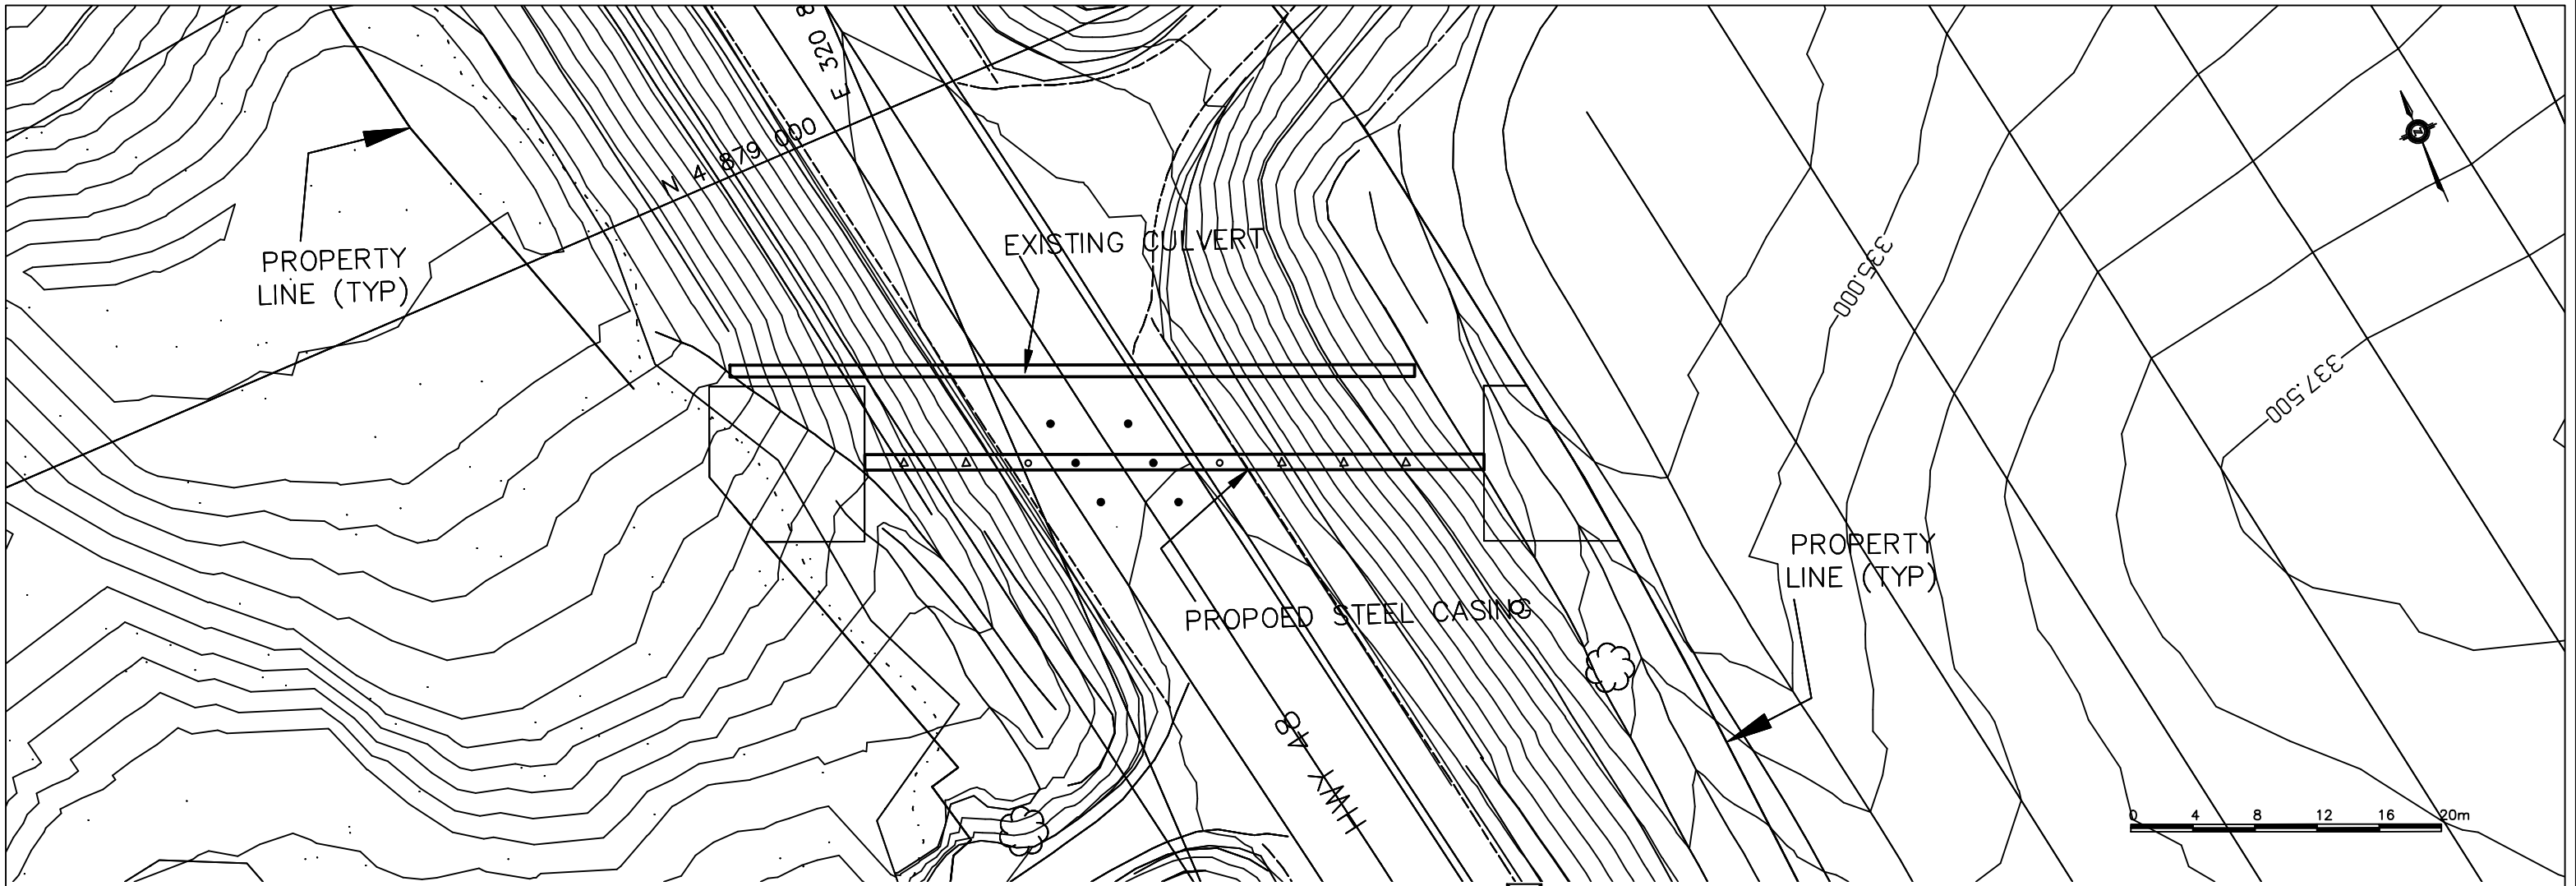 E 320 8
N 4 879 000
PROPERTY
LINE (TYP)
EXISTING CULVERT
335.000
337.500
PROPERTY
LINE (TYP)
PROPOED STEEL CASING
HWY 48
0 4 8 12 16 20m